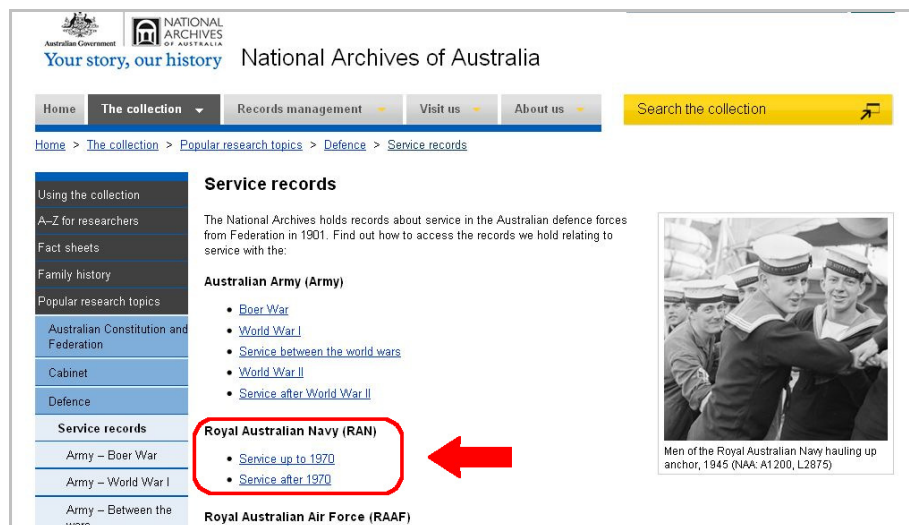 Australian Government
NATIONAL
ARCHIVES
OF AUSTRALIA
Your story, our history
National Archives of Australia
Home The collection Records management Visit us About us Search the collection
Home > The collection > Popular research topics > Defence > Service records
Using the collection
A–Z for researchers
Fact sheets
Family history
Popular research topics
Australian Constitution and
Federation
Cabinet
Defence
Service records
Army – Boer War
Army – World War I
Army – Between the
wars
Service records
The National Archives holds records about service in the Australian defence forces
from Federation in 1901. Find out how to access the records we hold relating to
service with the:
Australian Army (Army)
• Boer War
• World War I
• Service between the world wars
• World War II
• Service after World War II
Royal Australian Navy (RAN)
• Service up to 1970
• Service after 1970
Royal Australian Air Force (RAAF)
Men of the Royal Australian Navy hauling up
anchor, 1945 (NAA: A1200, L2875)